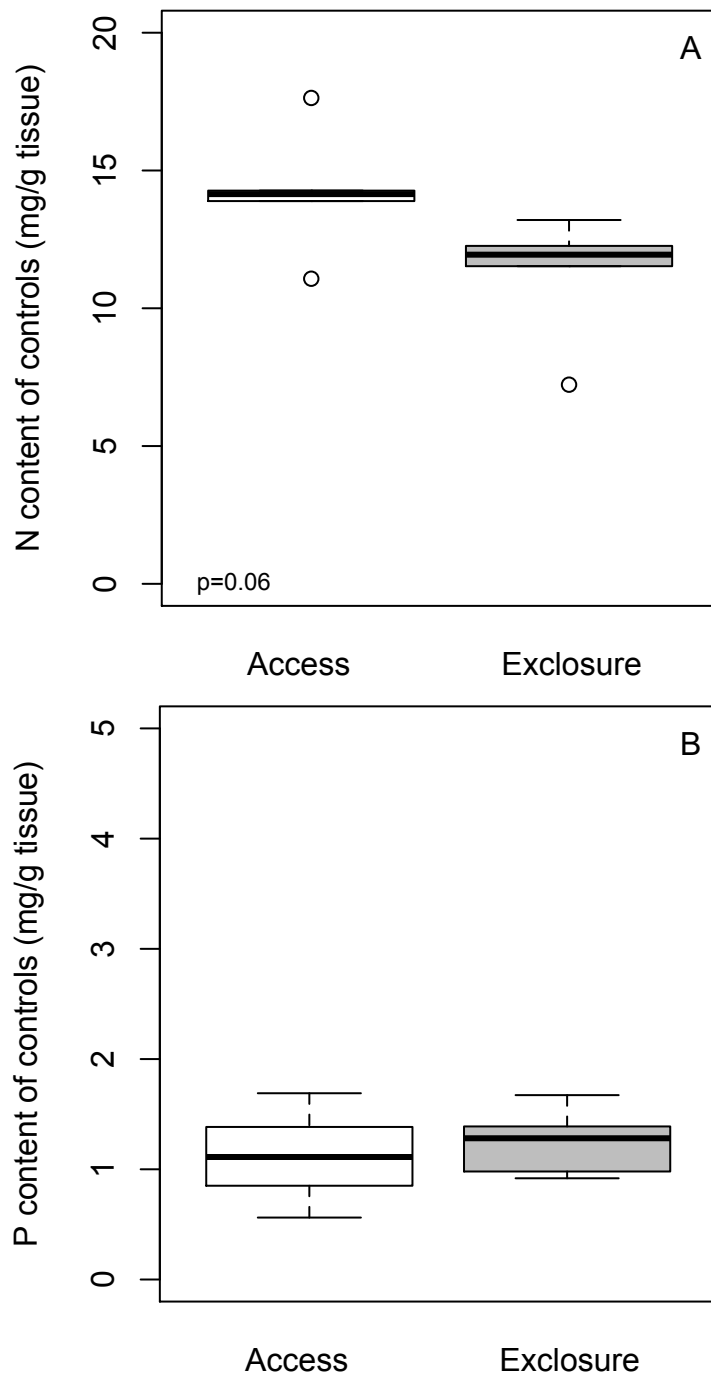 A
N content of controls (mg/g tissue)
20
15
10
5
0
p=0.06
Access Exclosure
B
P content of controls (mg/g tissue)
5
4
3
2
1
0
Access Exclosure